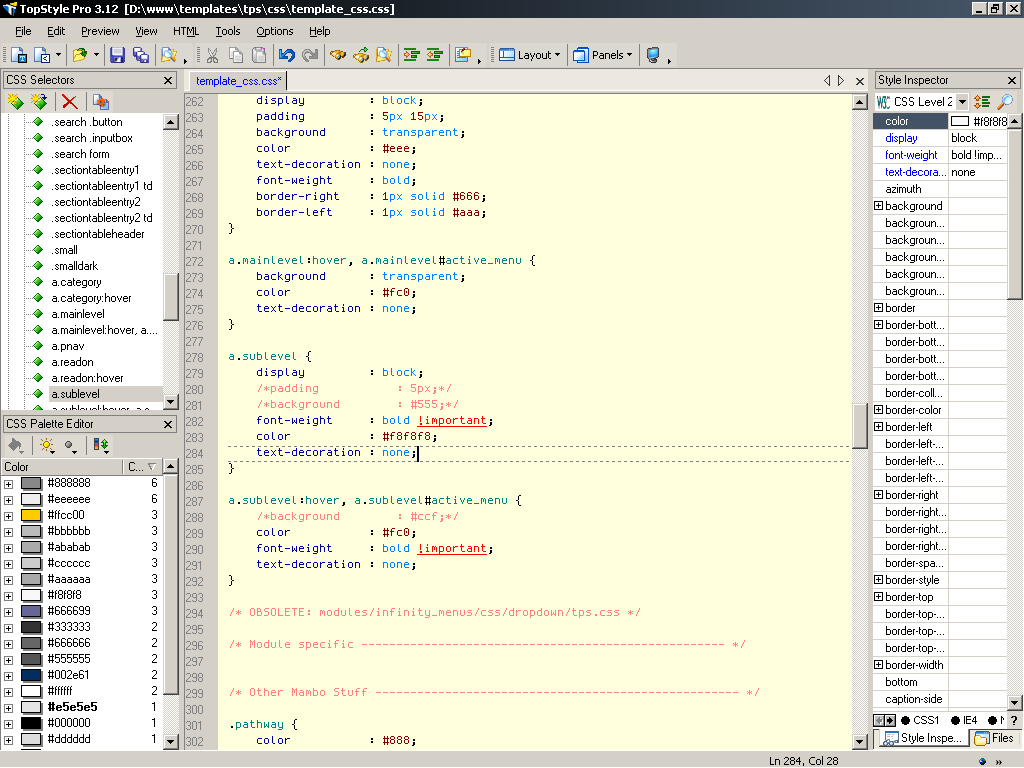 TopStyle Pro 3.12 [D:\www\templates\tps\css\template_css.css]
File Edit Preview View HTML Tools Options Help
Layout Panels
CSS Selectors
.search .button
.search .inputbox
.search form
.sectiontableentry1
.sectiontableentry1 td
.sectiontableentry2
.sectiontableentry2 td
.sectiontableheader
.small
.smalldark
a.category
a.category:hover
a.mainlevel
a.mainlevel:hover, a....
a.pnav
a.readon
a.readon:hover
a.sublevel
CSS Palette Editor
Color C...
#888888 6
#eeeeee 6
#ffcc00 3
#bbbbbb 3
#ababab 3
#cccccc 3
#aaaaaa 3
#f8f8f8 3
#666699 3
#333333 2
#666666 2
#555555 2
#002e61 2
#ffffff 2
#e5e5e5 1
#000000 1
#dddddd 1
template_css.css*
262 display : block;
263 padding : 5px 15px;
264 background : transparent;
265 color : #eee;
266 text-decoration : none;
267 font-weight : bold;
268 border-right : 1px solid #666;
269 border-left : 1px solid #aaa;
270 }
271
272 a.mainlevel:hover, a.mainlevel#active_menu {
273 background : transparent;
274 color : #fc0;
275 text-decoration : none;
276 }
277
278 a.sublevel {
279 display : block;
280 /*padding : 5px;*/
281 /*background : #555;*/
282 font-weight : bold !important;
283 color : #f8f8f8;
284 text-decoration : none;
285 }
286
287 a.sublevel:hover, a.sublevel#active_menu {
288 /*background : #ccf;*/
289 color : #fc0;
290 font-weight : bold !important;
291 text-decoration : none;
292 }
293
294 /* OBSOLETE: modules/infinity_menus/css/dropdown/tps.css */
295
296 /* Module specific ---------------------------------------------------- */
297
298
299 /* Other Mambo Stuff ---------------------------------------------------- */
300
301 .pathway {
302 color : #888;
Style Inspector
CSS Level 2
color #f8f8f8
display block
font-weight bold !imp...
text-decora... none
azimuth
background
backgroun...
backgroun...
backgroun...
backgroun...
backgroun...
border
border-bott...
border-bott...
border-bott...
border-bott...
border-coll...
border-color
border-left
border-left-...
border-left-...
border-left-...
border-right
border-right...
border-right...
border-right...
border-spa...
border-style
border-top
border-top-...
border-top-...
border-top-...
border-width
bottom
caption-side
CSS1 IE4 N ?
Style Inspe... Files
Ln 284, Col 28